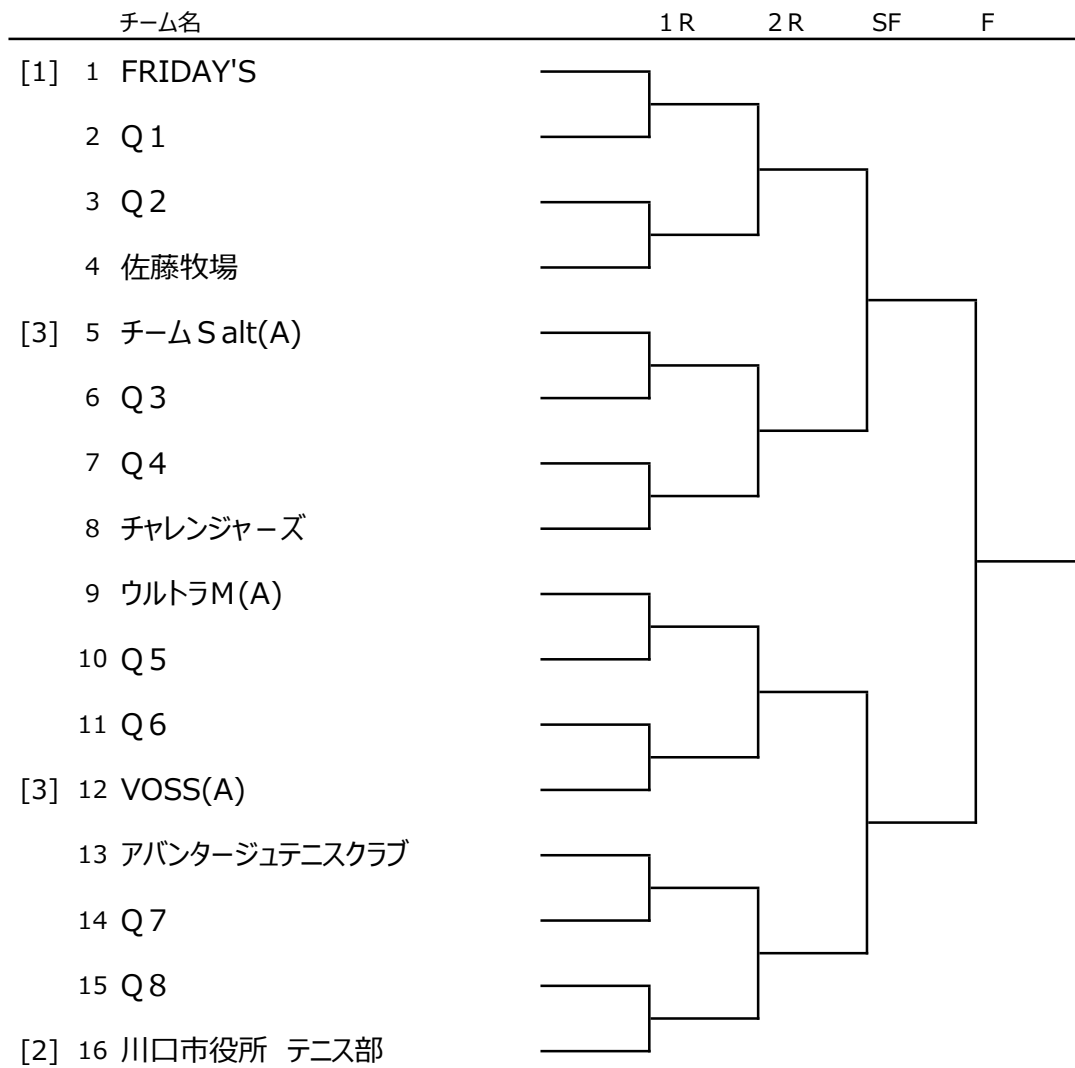 チーム名 1R 2R SF F
[1] 1 FRIDAY'S
2 Q1
3 Q2
4 佐藤牧場
[3] 5 チームSalt(A)
6 Q3
7 Q4
8 チャレンジャーズ
9 ウルトラM(A)
10 Q5
11 Q6
[3] 12 VOSS(A)
13 アバンタージュテニスクラブ
14 Q7
15 Q8
[2] 16 川口市役所 テニス部